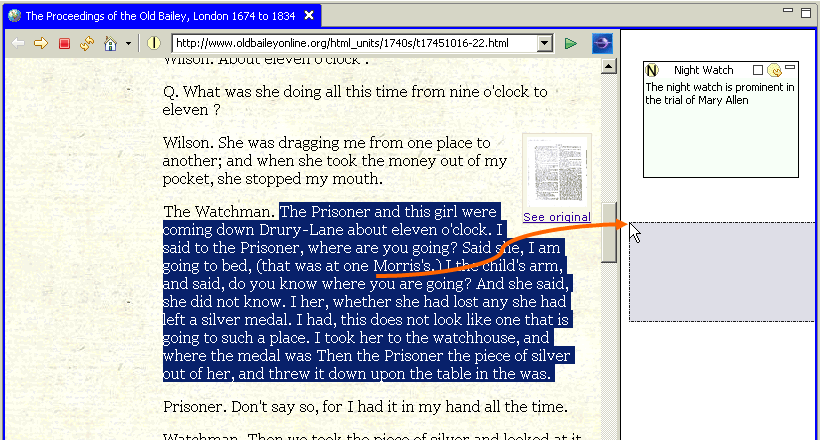 The Proceedings of the Old Bailey, London 1674 to 1834
http://www.oldbaileyonline.org/html_units/1740s/t17451016-22.html
Wilson. About eleven o'clock .
Q. What was she doing all this time from nine o'clock to
eleven ?
Wilson. She was dragging me from one place to
another; and when she took the money out of my
pocket, she stopped my mouth.
See original
The Watchman. The Prisoner and this girl were
coming down Drury-Lane about eleven o'clock. I
said to the Prisoner, where are you going? Said she, I am
going to bed, (that was at one Morris's.) I the child's arm,
and said, do you know where you are going? And she said,
she did not know. I her, whether she had lost any she had
left a silver medal. I had, this does not look like one that is
going to such a place. I took her to the watchhouse, and
where the medal was Then the Prisoner the piece of silver
out of her, and threw it down upon the table in the was.
Prisoner. Don't say so, for I had it in my hand all the time.
Watchman. Then we took the piece of silver and looked at it
N Night Watch
The night watch is prominent in
the trial of Mary Allen